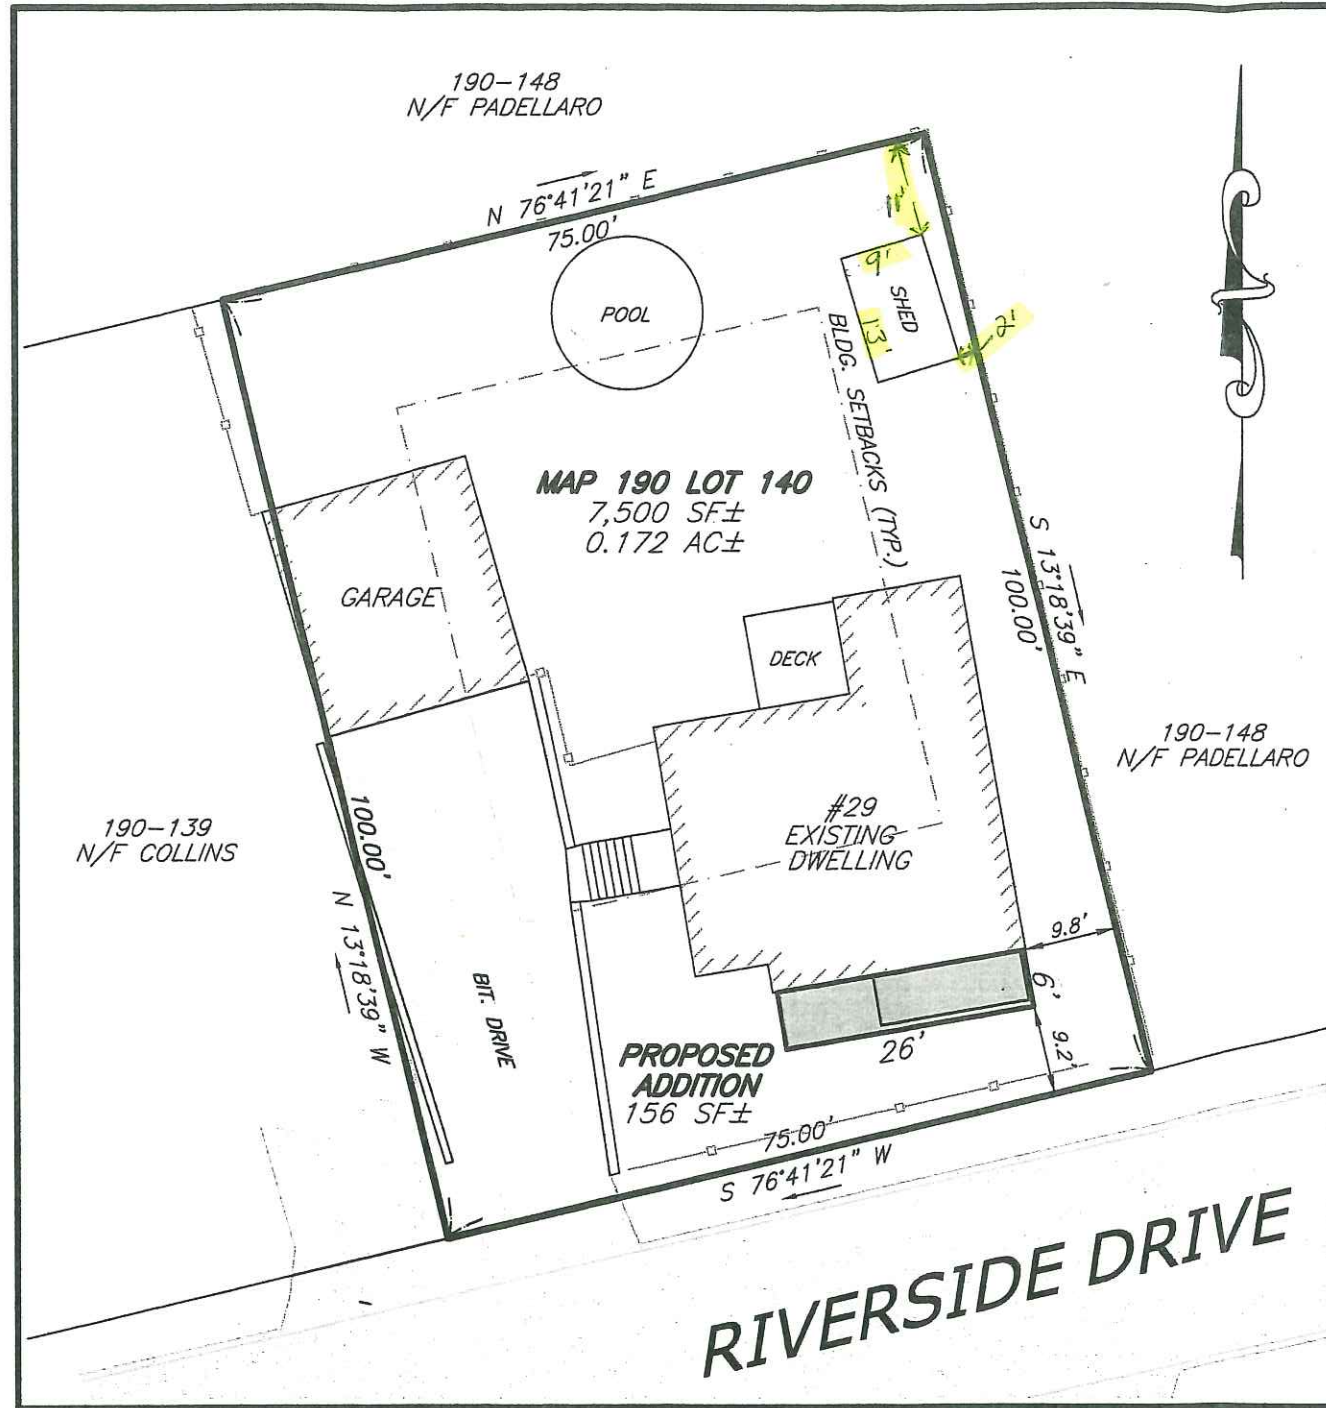 190-148
N/F PADELLARO
N 76°41'21" E
75.00'
11'
9'
SHED
13'
2'
POOL
BLDG. SETBACKS (TYP.)
MAP 190 LOT 140
7,500 SF±
0.172 AC±
GARAGE
S 13°18'39" E
100.00'
DECK
190-148
N/F PADELLARO
190-139
N/F COLLINS
100.00'
N 13°18'39" W
#29
EXISTING
DWELLING
9.8'
6'
BIT. DRIVE
26'
9.2'
PROPOSED
ADDITION
156 SF±
75.00'
S 76°41'21" W
RIVERSIDE DRIVE